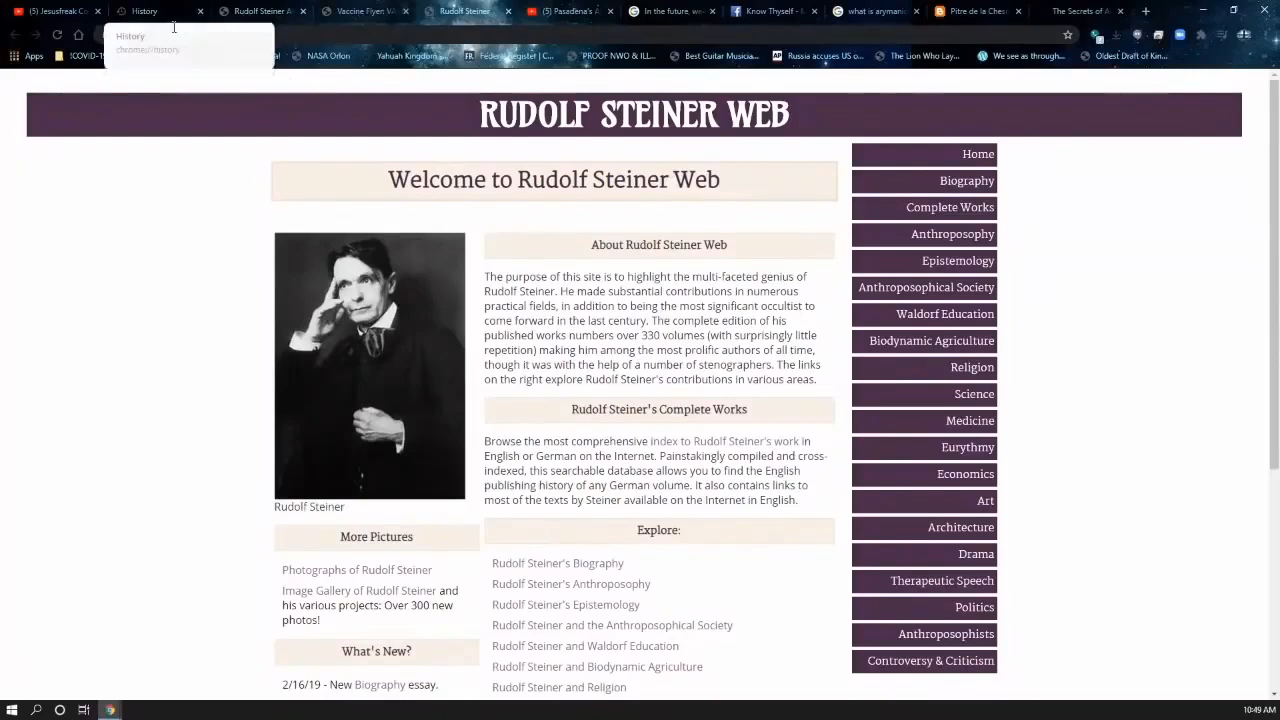 (5) Jesusfreak Co
History
Rudolf Steiner A
Vaccine Flyer: VA
Rudolf Steiner
(5) Pasadena's A
In the future, we
Know Thyself - M
what is arymanic
Pitre de la Ches
The Secrets of A
History
chrome://history
Apps
!COVID-1
NASA Orlon
Yahuah Kingdom
Federal Register | C...
PROOF NWO & ILL...
Best Guitar Musicia...
Russia accuses US o...
The Lion Who Lay...
We see as through...
Oldest Draft of Kin...
RUDOLF STEINER WEB
Welcome to Rudolf Steiner Web
Rudolf Steiner
More Pictures
Photographs of Rudolf Steiner
Image Gallery of Rudolf Steiner and
his various projects: Over 300 new
photos!
What's New?
2/16/19 - New Biography essay.
About Rudolf Steiner Web
The purpose of this site is to highlight the multi-faceted genius of
Rudolf Steiner. He made substantial contributions in numerous
practical fields, in addition to being the most significant occultist to
come forward in the last century. The complete edition of his
published works numbers over 330 volumes (with surprisingly little
repetition) making him among the most prolific authors of all time,
though it was with the help of a number of stenographers. The links
on the right explore Rudolf Steiner's contributions in various areas.
Rudolf Steiner's Complete Works
Browse the most comprehensive index to Rudolf Steiner's work in
English or German on the Internet. Painstakingly compiled and cross-
indexed, this searchable database allows you to find the English
publishing history of any German volume. It also contains links to
most of the texts by Steiner available on the Internet in English.
Explore:
Rudolf Steiner's Biography
Rudolf Steiner's Anthroposophy
Rudolf Steiner's Epistemology
Rudolf Steiner and the Anthroposophical Society
Rudolf Steiner and Waldorf Education
Rudolf Steiner and Biodynamic Agriculture
Rudolf Steiner and Religion
Home
Biography
Complete Works
Anthroposophy
Epistemology
Anthroposophical Society
Waldorf Education
Biodynamic Agriculture
Religion
Science
Medicine
Eurythmy
Economics
Art
Architecture
Drama
Therapeutic Speech
Politics
Anthroposophists
Controversy & Criticism
10:49 AM